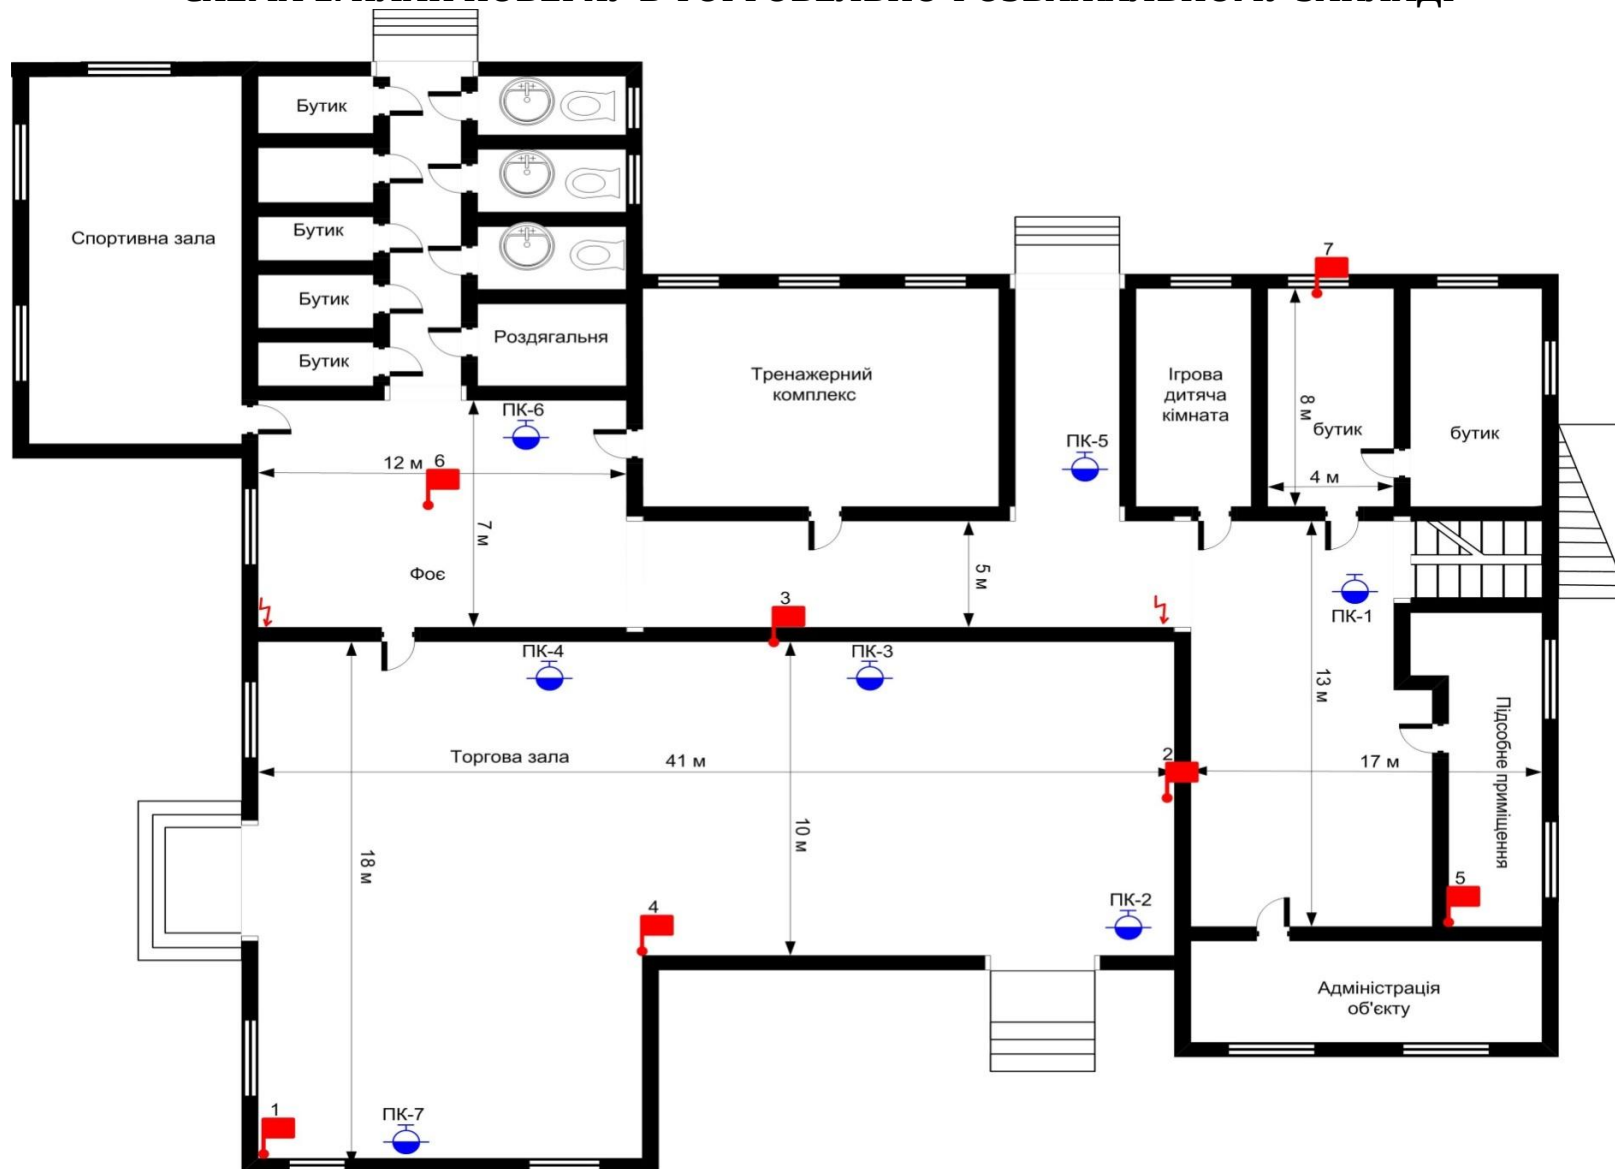 Бутик
Спортивна зала
Бутик
7
Бутик
Роздягальня
Бутик
Тренажерний
комплекс
Ігрова
дитяча
кімната
8 м
бутик
бутик
ПК-6
ПК-5
12 м
6
4 м
7 м
Фоє
5 м
3
ПК-1
ПК-4
ПК-3
13 м
Підсобне приміщення
Торгова зала
41 м
2
17 м
10 м
18 м
5
ПК-2
4
Адміністрація
об'єкту
1
ПК-7